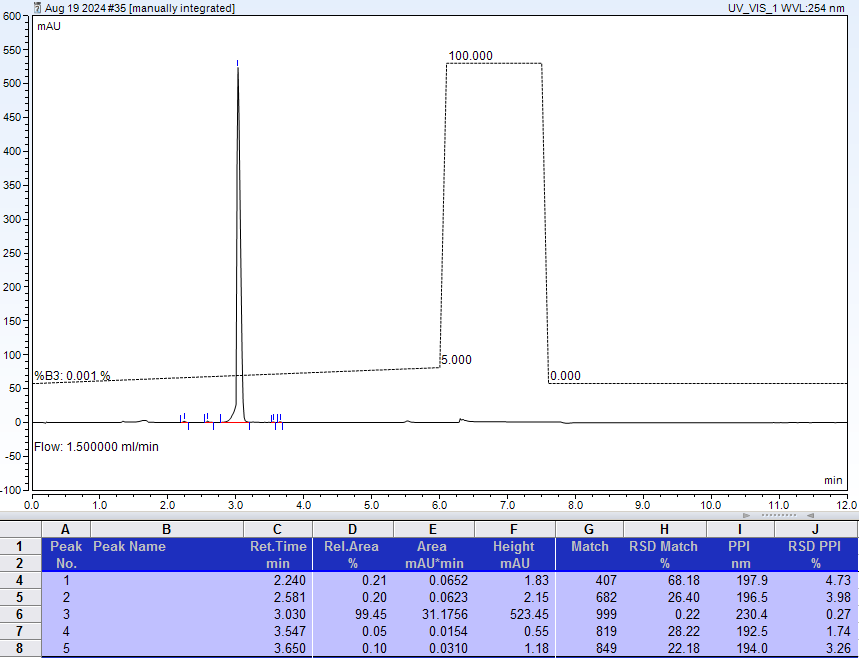 Aug 19 2024 #35 [manually integrated] UV_VIS_1 WVL:254 nm
600 mAU
550
500
450
400
350
300
250
200
150
100
50
0
-50
-100
100.000
5.000
%B3: 0.001 %
0.000
Flow: 1.500000 ml/min
min
0.0 1.0 2.0 3.0 4.0 5.0 6.0 7.0 8.0 9.0 10.0 11.0 12.0
A B C D E F G H I J
1 Peak Peak Name Ret.Time Rel.Area Area Height Match RSD Match PPI RSD PPI
2 No. min % mAU*min mAU % nm %
4 1 2.240 0.21 0.0652 1.83 407 68.18 197.9 4.73
5 2 2.581 0.20 0.0623 2.15 682 26.40 196.5 3.98
6 3 3.030 99.45 31.1756 523.45 999 0.22 230.4 0.27
7 4 3.547 0.05 0.0154 0.55 819 28.22 192.5 1.74
8 5 3.650 0.10 0.0310 1.18 849 22.18 194.0 3.26